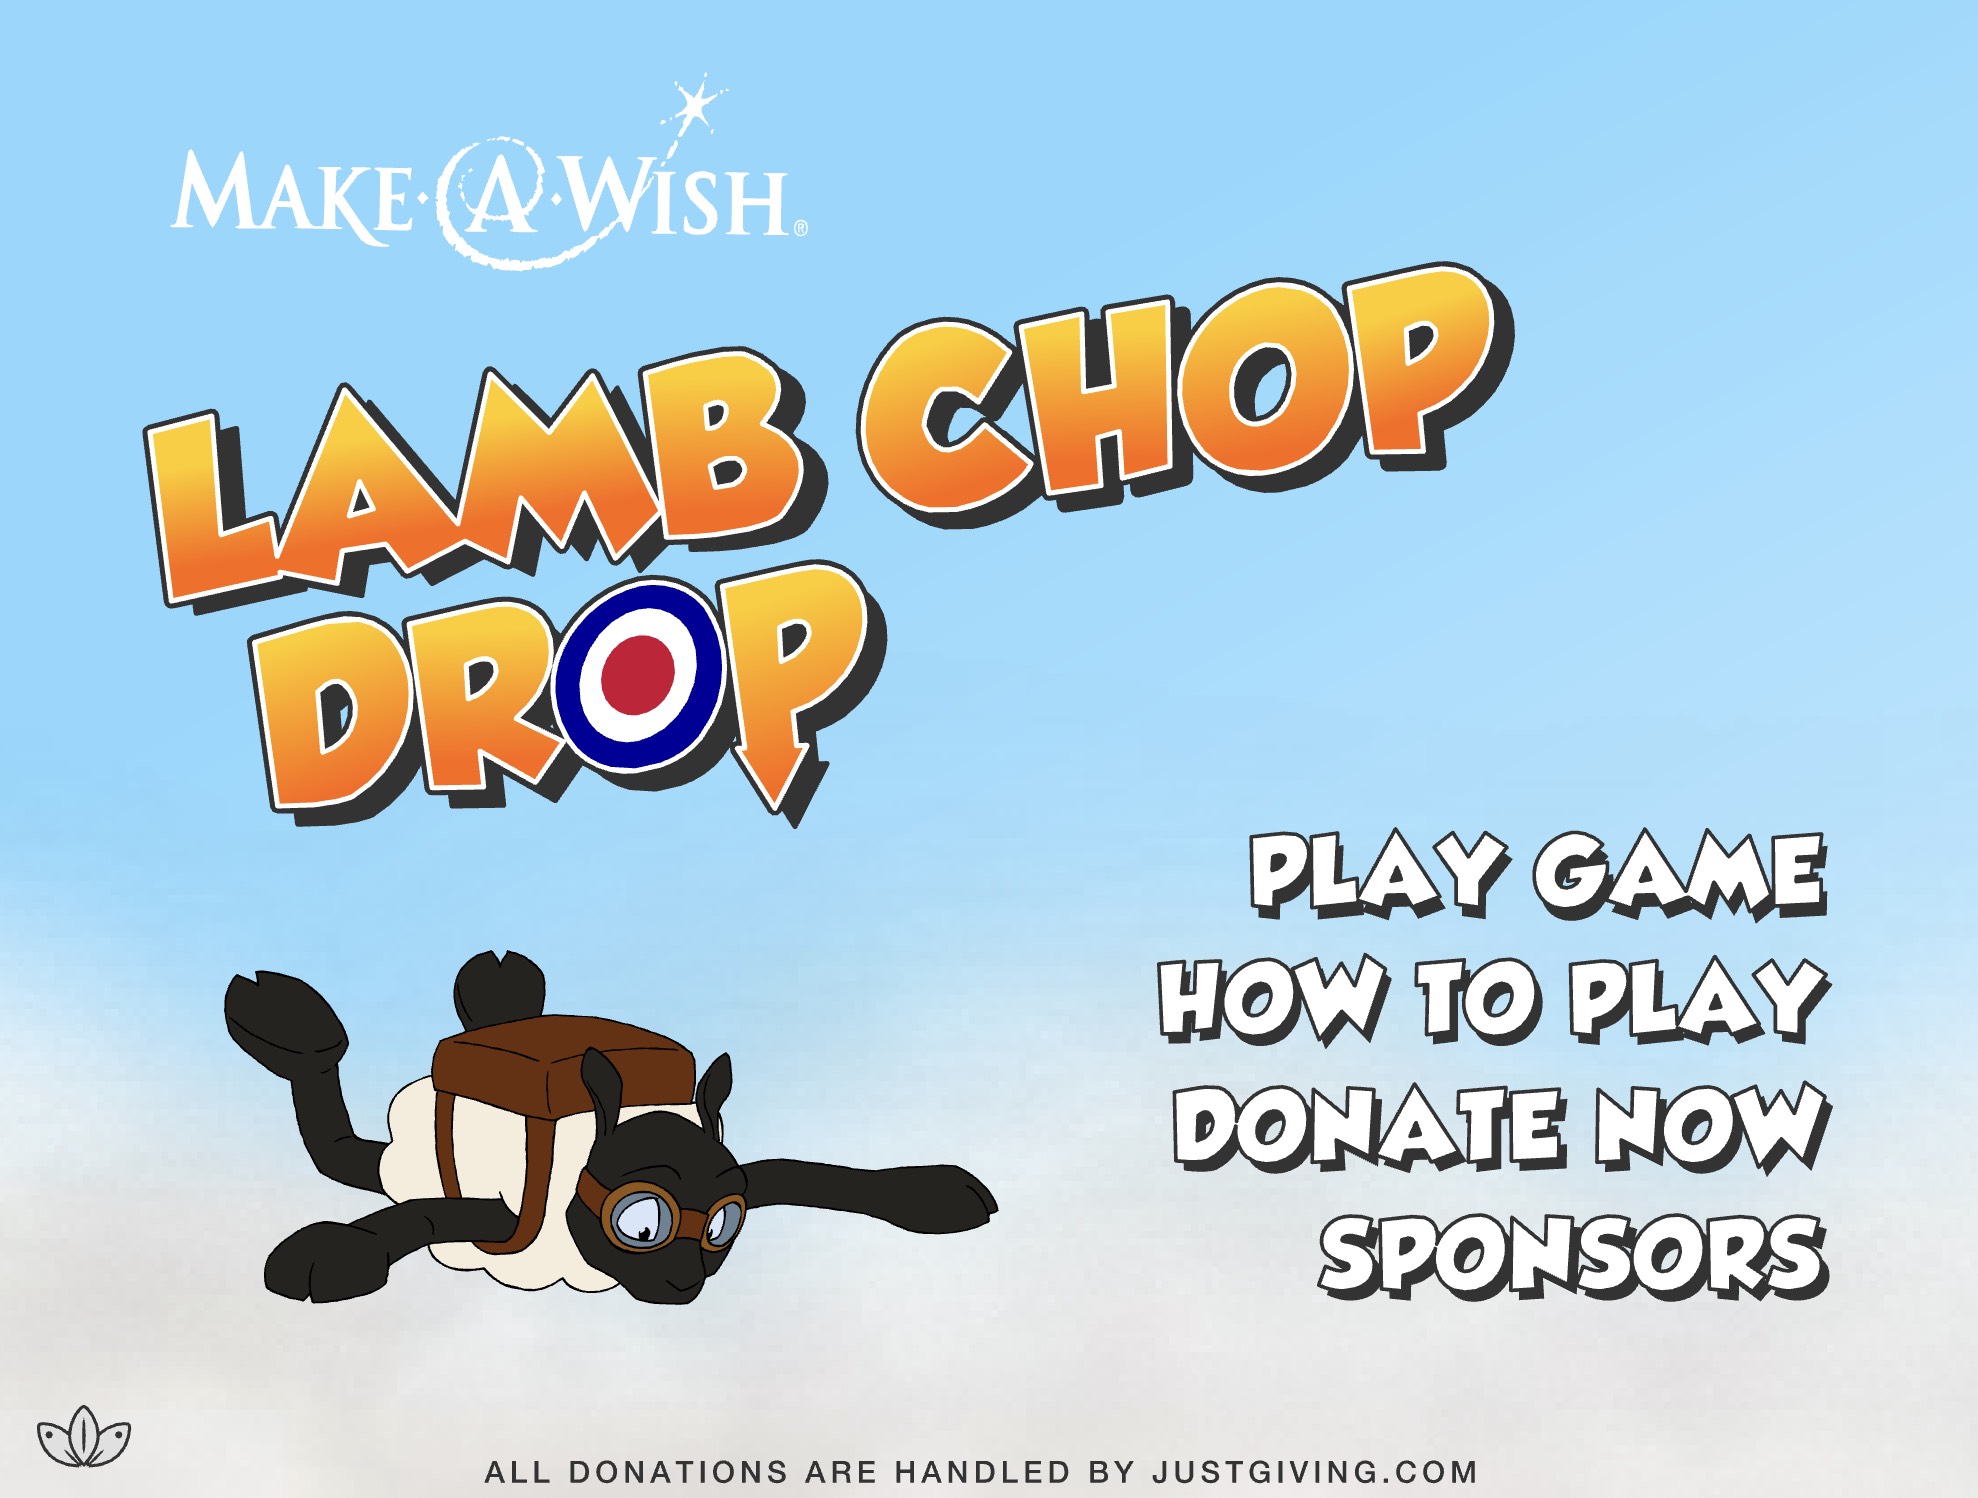 MAKE·A·WISH®
LAMB CHOP
DROP
PLAY GAME
HOW TO PLAY
DONATE NOW
SPONSORS
ALL DONATIONS ARE HANDLED BY JUSTGIVING.COM